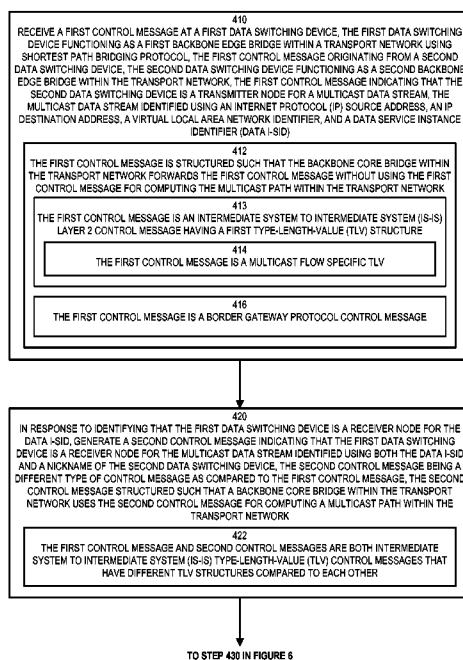 410
RECEIVE A FIRST CONTROL MESSAGE AT A FIRST DATA SWITCHING DEVICE, THE FIRST DATA SWITCHING
DEVICE FUNCTIONING AS A FIRST BACKBONE EDGE BRIDGE WITHIN A TRANSPORT NETWORK USING
SHORTEST PATH BRIDGING PROTOCOL, THE FIRST CONTROL MESSAGE ORIGINATING FROM A SECOND
DATA SWITCHING DEVICE, THE SECOND DATA SWITCHING DEVICE FUNCTIONING AS A SECOND BACKBONE
EDGE BRIDGE WITHIN THE TRANSPORT NETWORK, THE FIRST CONTROL MESSAGE INDICATING THAT THE
SECOND DATA SWITCHING DEVICE IS A TRANSMITTER NODE FOR A MULTICAST DATA STREAM, THE
MULTICAST DATA STREAM IDENTIFIED USING AN INTERNET PROTOCOL (IP) SOURCE ADDRESS, AN IP
DESTINATION ADDRESS, A VIRTUAL LOCAL AREA NETWORK IDENTIFIER, AND A DATA SERVICE INSTANCE
IDENTIFIER (DATA I-SID)
412
THE FIRST CONTROL MESSAGE IS STRUCTURED SUCH THAT THE BACKBONE CORE BRIDGE WITHIN
THE TRANSPORT NETWORK FORWARDS THE FIRST CONTROL MESSAGE WITHOUT USING THE FIRST
CONTROL MESSAGE FOR COMPUTING THE MULTICAST PATH WITHIN THE TRANSPORT NETWORK
413
THE FIRST CONTROL MESSAGE IS AN INTERMEDIATE SYSTEM TO INTERMEDIATE SYSTEM (IS-IS)
LAYER 2 CONTROL MESSAGE HAVING A FIRST TYPE-LENGTH-VALUE (TLV) STRUCTURE
414
THE FIRST CONTROL MESSAGE IS A MULTICAST FLOW SPECIFIC TLV
416
THE FIRST CONTROL MESSAGE IS A BORDER GATEWAY PROTOCOL CONTROL MESSAGE
420
IN RESPONSE TO IDENTIFYING THAT THE FIRST DATA SWITCHING DEVICE IS A RECEIVER NODE FOR THE
DATA I-SID, GENERATE A SECOND CONTROL MESSAGE INDICATING THAT THE FIRST DATA SWITCHING
DEVICE IS A RECEIVER NODE FOR THE MULTICAST DATA STREAM IDENTIFIED USING BOTH THE DATA I-SID
AND A NICKNAME OF THE SECOND DATA SWITCHING DEVICE, THE SECOND CONTROL MESSAGE BEING A
DIFFERENT TYPE OF CONTROL MESSAGE AS COMPARED TO THE FIRST CONTROL MESSAGE, THE SECOND
CONTROL MESSAGE STRUCTURED SUCH THAT A BACKBONE CORE BRIDGE WITHIN THE TRANSPORT
NETWORK USES THE SECOND CONTROL MESSAGE FOR COMPUTING A MULTICAST PATH WITHIN THE
TRANSPORT NETWORK
422
THE FIRST CONTROL MESSAGE AND SECOND CONTROL MESSAGES ARE BOTH INTERMEDIATE
SYSTEM TO INTERMEDIATE SYSTEM (IS-IS) TYPE-LENGTH-VALUE (TLV) CONTROL MESSAGES THAT
HAVE DIFFERENT TLV STRUCTURES COMPARED TO EACH OTHER
TO STEP 430 IN FIGURE 6